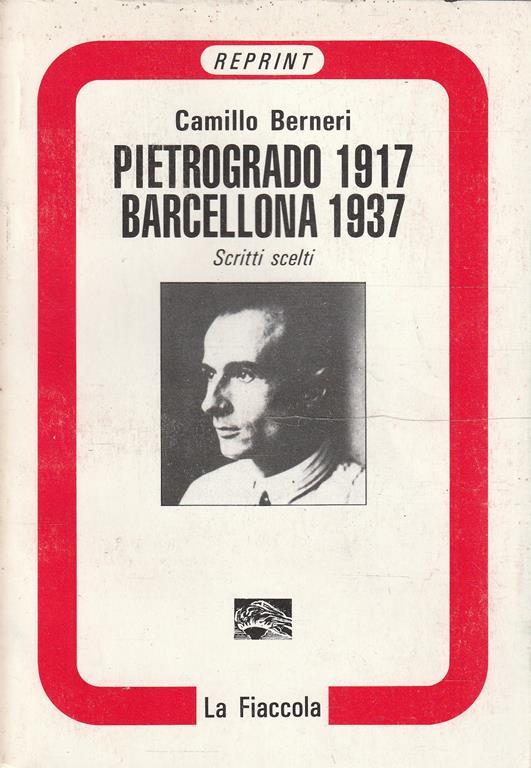 REPRINT
Camillo Berneri
PIETROGRADO 1917
BARCELLONA 1937
Scritti scelti
La Fiaccola